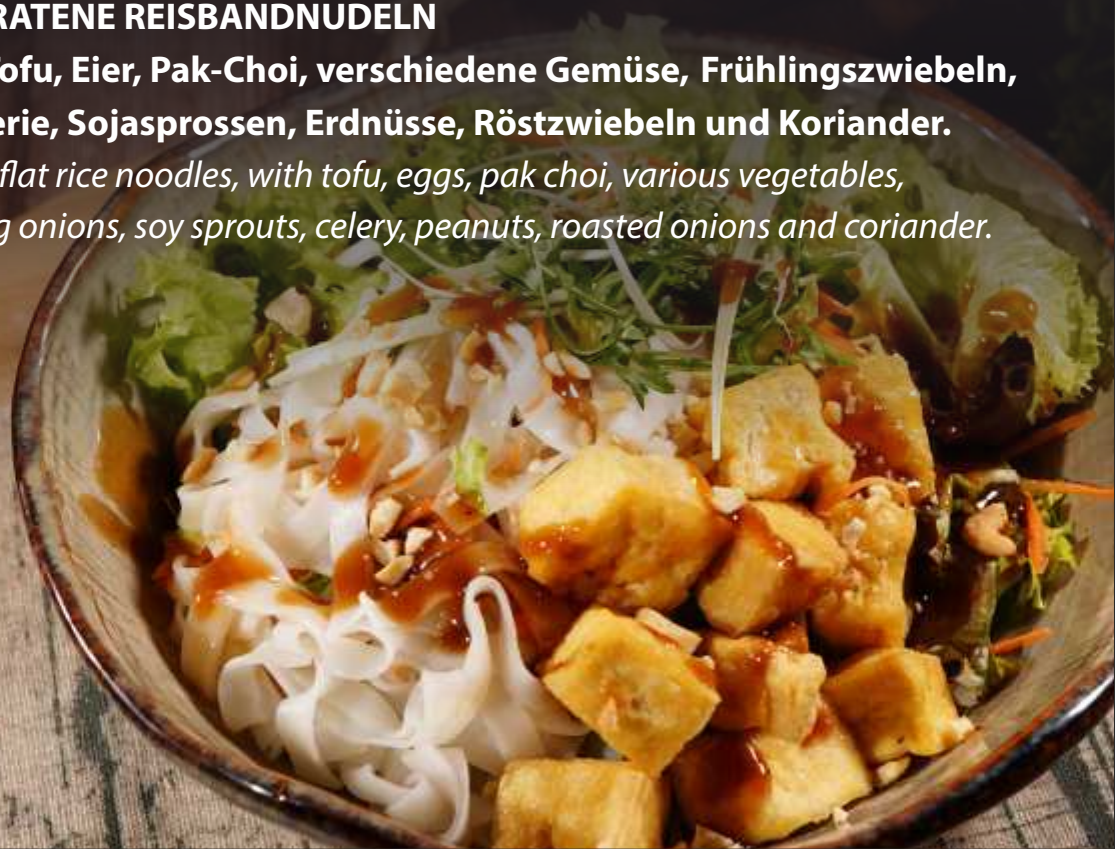 RATENE REISBANDNUDELN
ofu, Eier, Pak-Choi, verschiedene Gemüse, Frühlingszwiebeln,
erie, Sojasprossen, Erdnüsse, Röstzwiebeln und Koriander.
flat rice noodles, with tofu, eggs, pak choi, various vegetables,
g onions, soy sprouts, celery, peanuts, roasted onions and coriander.